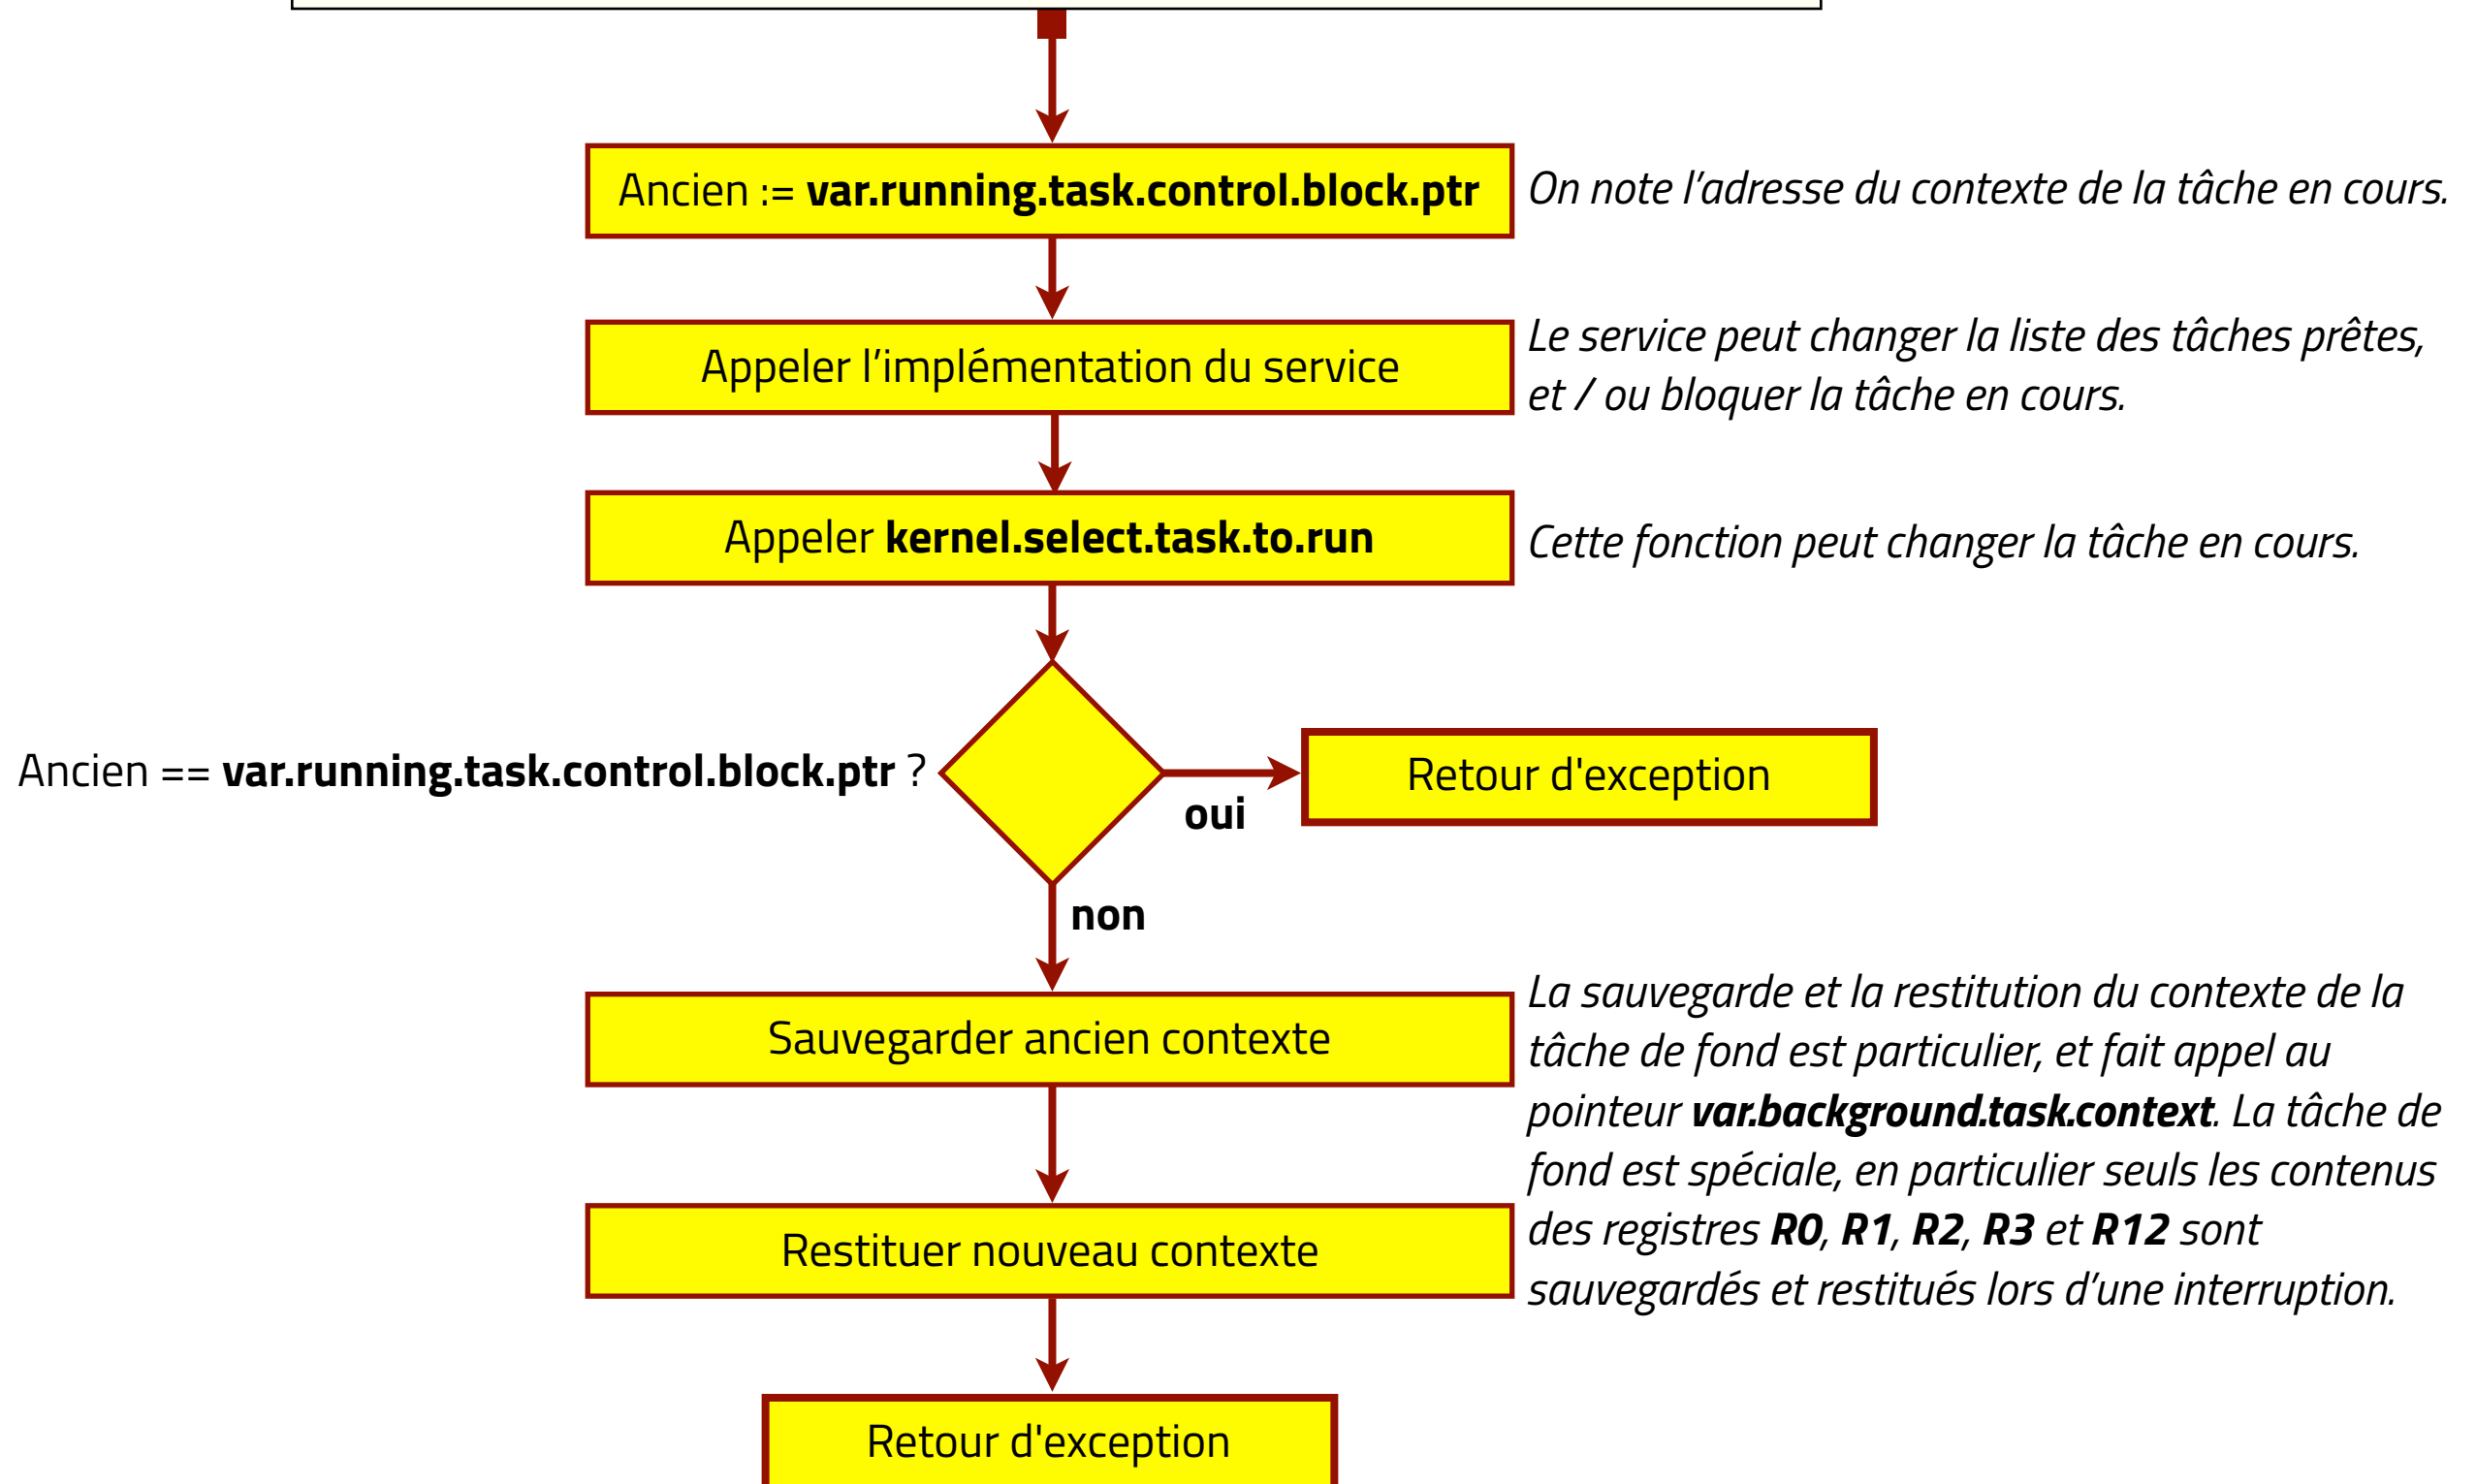 Ancien := var.running.task.control.block.ptr
On note l’adresse du contexte de la tâche en cours.
Appeler l’implémentation du service
Le service peut changer la liste des tâches prêtes,
et / ou bloquer la tâche en cours.
Appeler kernel.select.task.to.run
Cette fonction peut changer la tâche en cours.
Ancien == var.running.task.control.block.ptr ?
oui
Retour d'exception
non
Sauvegarder ancien contexte
Restituer nouveau contexte
La sauvegarde et la restitution du contexte de la
tâche de fond est particulier, et fait appel au
pointeur var.background.task.context. La tâche de
fond est spéciale, en particulier seuls les contenus
des registres R0, R1, R2, R3 et R12 sont
sauvegardés et restitués lors d’une interruption.
Retour d'exception